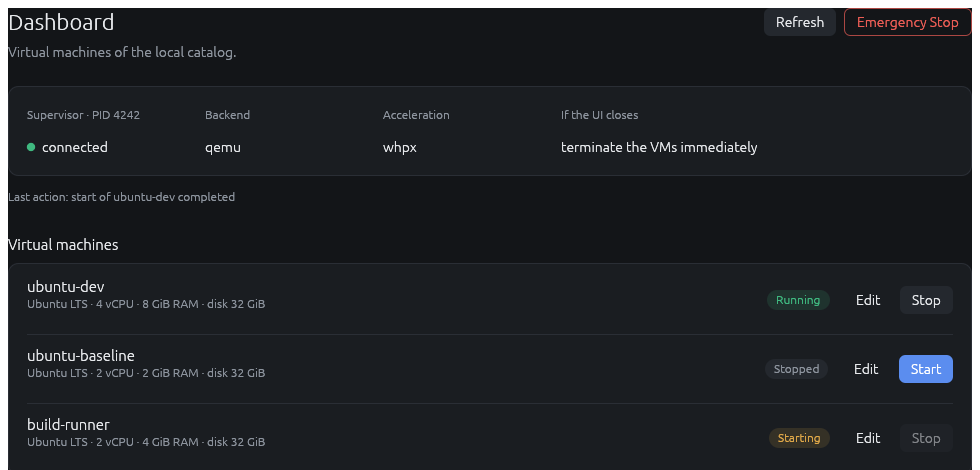 Dashboard
Refresh
Emergency Stop
Virtual machines of the local catalog.
Supervisor · PID 4242
Backend
Acceleration
If the UI closes
connected
qemu
whpx
terminate the VMs immediately
Last action: start of ubuntu-dev completed
Virtual machines
ubuntu-dev
Ubuntu LTS · 4 vCPU · 8 GiB RAM · disk 32 GiB
Running
Edit
Stop
ubuntu-baseline
Ubuntu LTS · 2 vCPU · 2 GiB RAM · disk 32 GiB
Stopped
Edit
Start
build-runner
Ubuntu LTS · 2 vCPU · 4 GiB RAM · disk 32 GiB
Starting
Edit
Stop